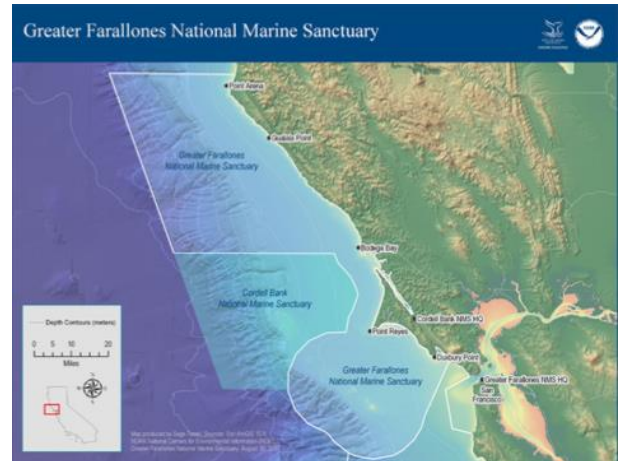 Greater Farallones National Marine Sanctuary
Point Arena
Gualala Point
Greater Farallones
National Marine Sanctuary
Bodega Bay
Cordell Bank
National Marine Sanctuary
Cordell Bank NMS HQ
Point Reyes
Duxbury Point
Greater Farallones
National Marine Sanctuary
Greater Farallones NMS HQ
San
Francisco
Depth Contours (meters)
0 5 10 20
Miles